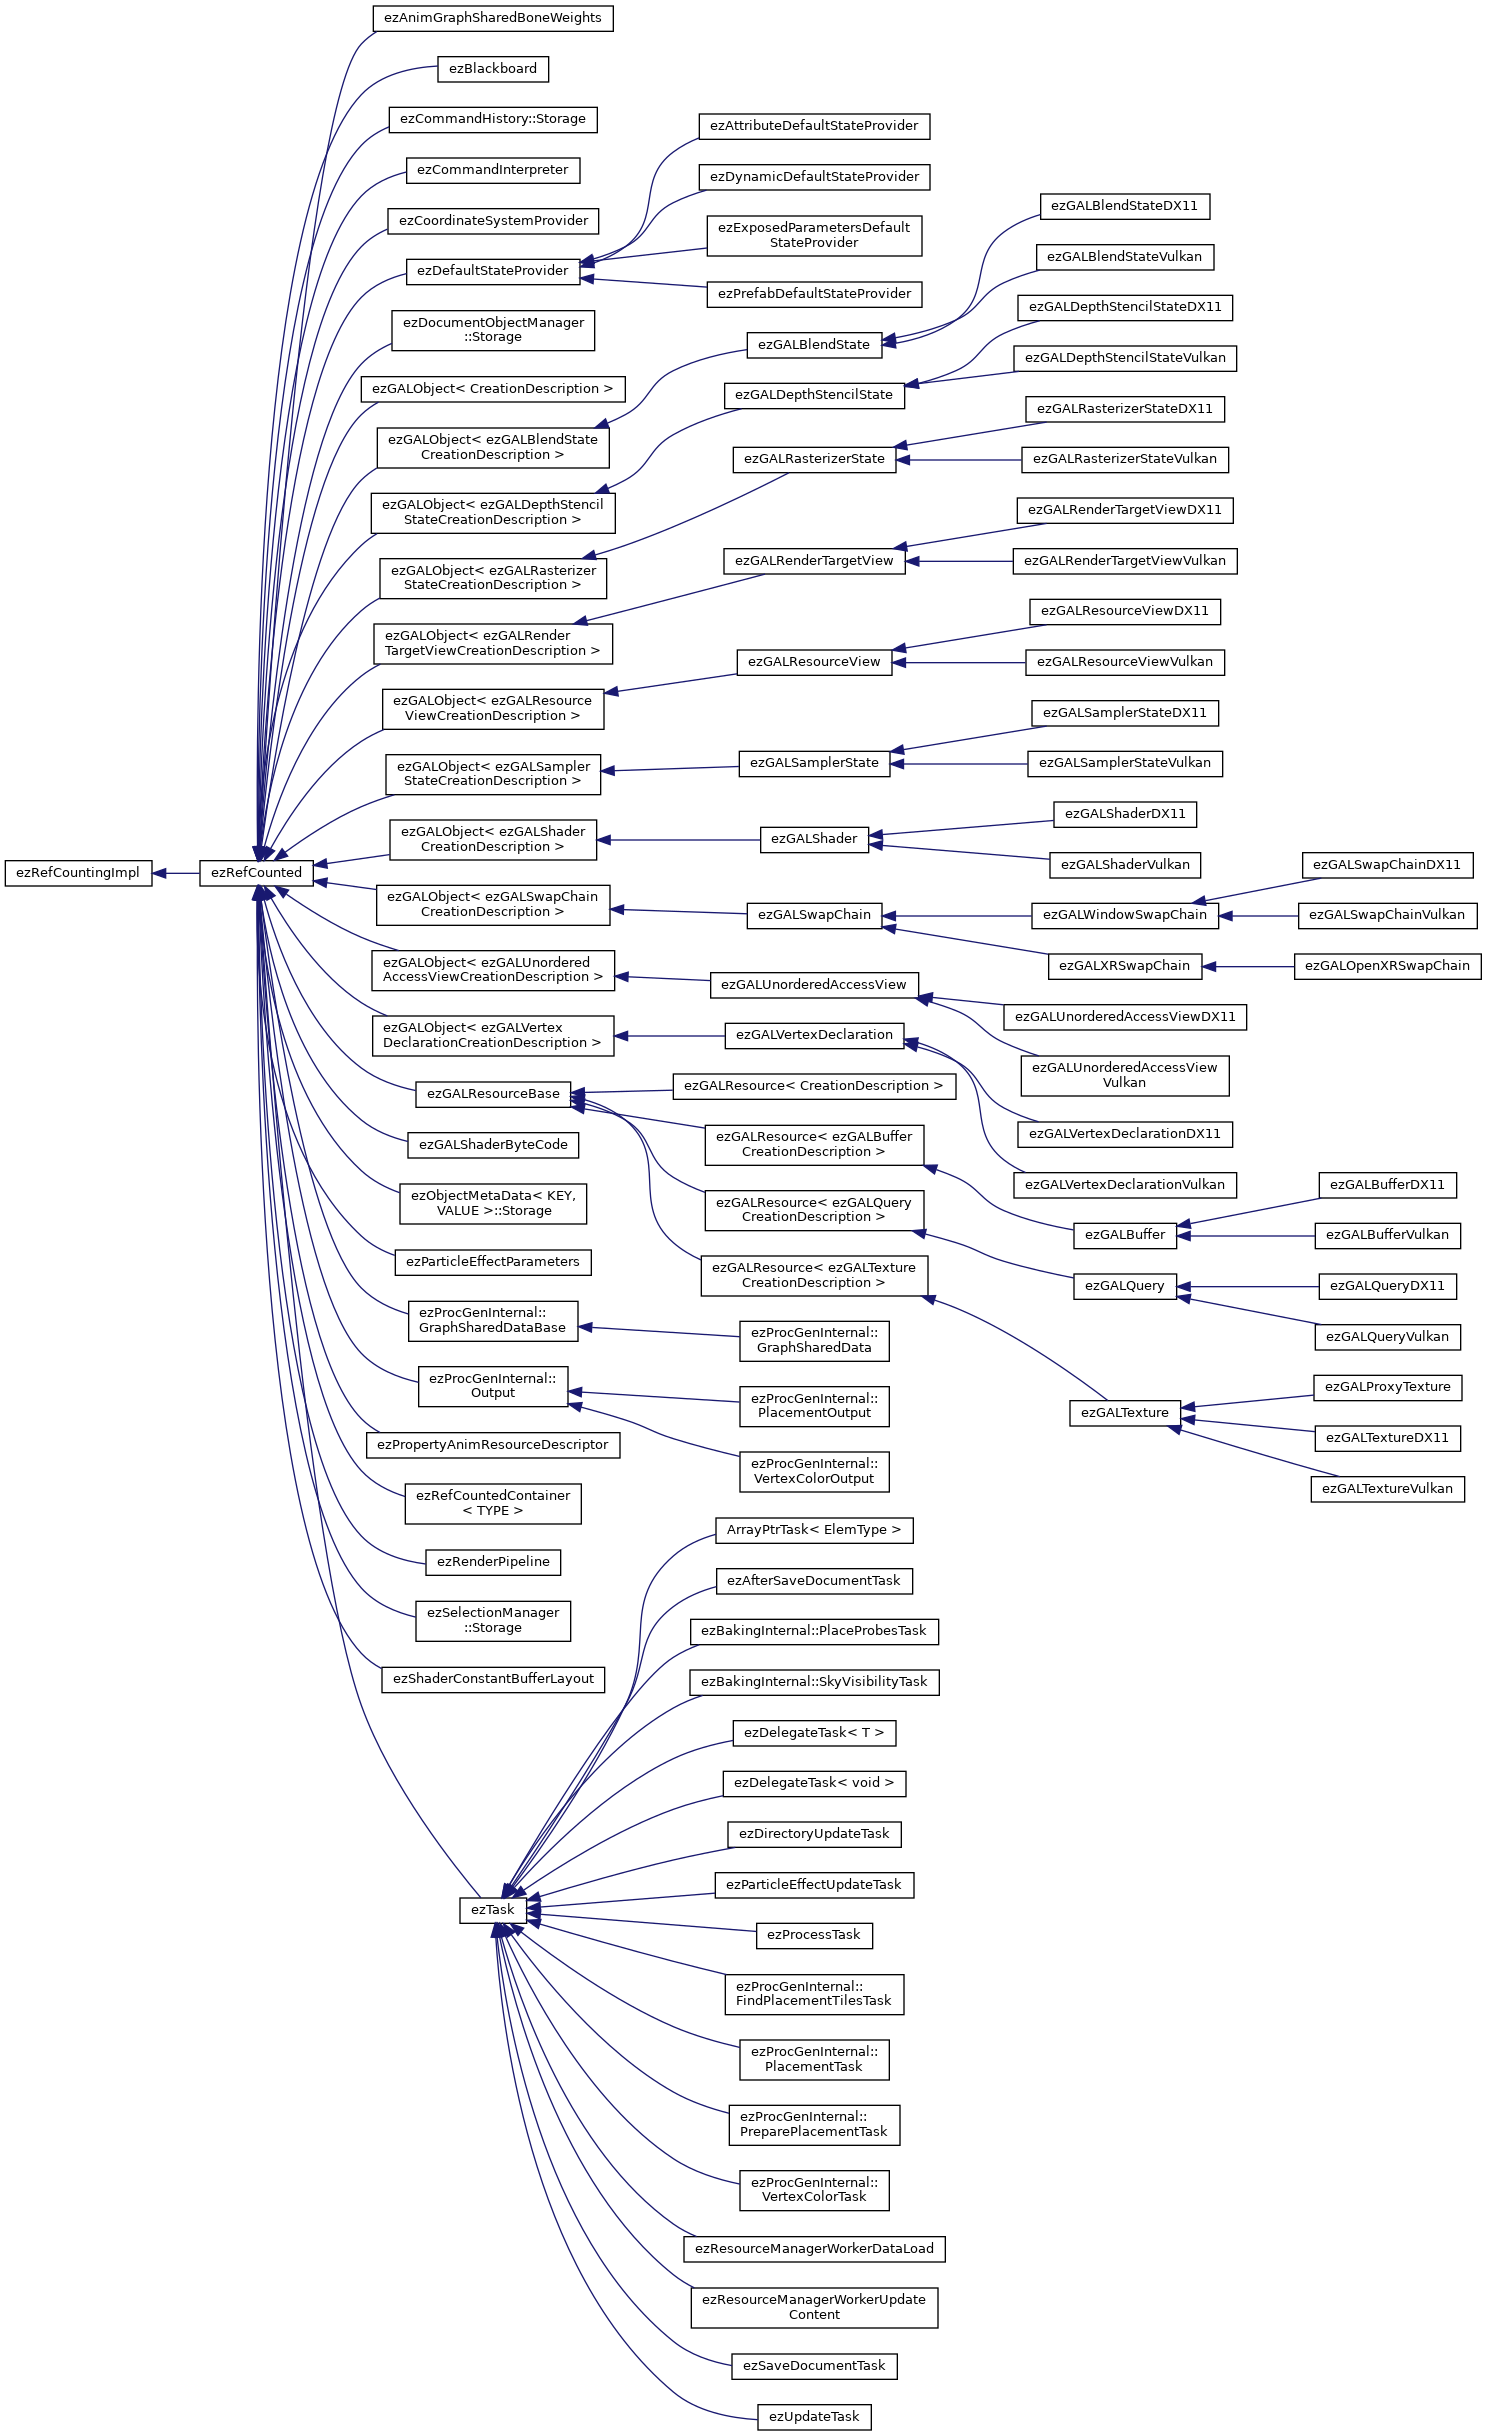 ezRefCountingImpl
ezRefCounted
ezAnimGraphSharedBoneWeights
ezBlackboard
ezCommandHistory::Storage
ezCommandInterpreter
ezCoordinateSystemProvider
ezDefaultStateProvider
ezDocumentObjectManager
::Storage
ezGALObject< CreationDescription >
ezGALObject< ezGALBlendState
CreationDescription >
ezGALObject< ezGALDepthStencil
StateCreationDescription >
ezGALObject< ezGALRasterizer
StateCreationDescription >
ezGALObject< ezGALRender
TargetViewCreationDescription >
ezGALObject< ezGALResource
ViewCreationDescription >
ezGALObject< ezGALSampler
StateCreationDescription >
ezGALObject< ezGALShader
CreationDescription >
ezGALObject< ezGALSwapChain
CreationDescription >
ezGALObject< ezGALUnordered
AccessViewCreationDescription >
ezGALObject< ezGALVertex
DeclarationCreationDescription >
ezGALResourceBase
ezGALShaderByteCode
ezObjectMetaData< KEY,
VALUE >::Storage
ezParticleEffectParameters
ezProcGenInternal::
GraphSharedDataBase
ezProcGenInternal::
Output
ezPropertyAnimResourceDescriptor
ezRefCountedContainer
< TYPE >
ezRenderPipeline
ezSelectionManager
::Storage
ezShaderConstantBufferLayout
ezTask
ezAttributeDefaultStateProvider
ezDynamicDefaultStateProvider
ezExposedParametersDefault
StateProvider
ezPrefabDefaultStateProvider
ezGALBlendState
ezGALDepthStencilState
ezGALRasterizerState
ezGALRenderTargetView
ezGALResourceView
ezGALSamplerState
ezGALShader
ezGALSwapChain
ezGALUnorderedAccessView
ezGALVertexDeclaration
ezGALResource< CreationDescription >
ezGALResource< ezGALBuffer
CreationDescription >
ezGALResource< ezGALQuery
CreationDescription >
ezGALResource< ezGALTexture
CreationDescription >
ezProcGenInternal::
GraphSharedData
ezProcGenInternal::
PlacementOutput
ezProcGenInternal::
VertexColorOutput
ArrayPtrTask< ElemType >
ezAfterSaveDocumentTask
ezBakingInternal::PlaceProbesTask
ezBakingInternal::SkyVisibilityTask
ezDelegateTask< T >
ezDelegateTask< void >
ezDirectoryUpdateTask
ezParticleEffectUpdateTask
ezProcessTask
ezProcGenInternal::
FindPlacementTilesTask
ezProcGenInternal::
PlacementTask
ezProcGenInternal::
PreparePlacementTask
ezProcGenInternal::
VertexColorTask
ezResourceManagerWorkerDataLoad
ezResourceManagerWorkerUpdate
Content
ezSaveDocumentTask
ezUpdateTask
ezGALBlendStateDX11
ezGALBlendStateVulkan
ezGALDepthStencilStateDX11
ezGALDepthStencilStateVulkan
ezGALRasterizerStateDX11
ezGALRasterizerStateVulkan
ezGALRenderTargetViewDX11
ezGALRenderTargetViewVulkan
ezGALResourceViewDX11
ezGALResourceViewVulkan
ezGALSamplerStateDX11
ezGALSamplerStateVulkan
ezGALShaderDX11
ezGALShaderVulkan
ezGALWindowSwapChain
ezGALXRSwapChain
ezGALUnorderedAccessViewDX11
ezGALUnorderedAccessView
Vulkan
ezGALVertexDeclarationDX11
ezGALVertexDeclarationVulkan
ezGALBuffer
ezGALQuery
ezGALTexture
ezGALSwapChainDX11
ezGALSwapChainVulkan
ezGALOpenXRSwapChain
ezGALBufferDX11
ezGALBufferVulkan
ezGALQueryDX11
ezGALQueryVulkan
ezGALProxyTexture
ezGALTextureDX11
ezGALTextureVulkan